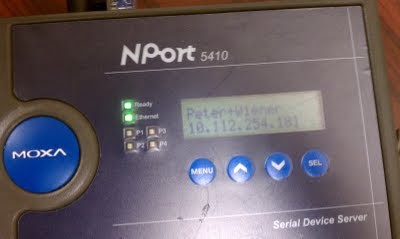 NPort 5410
Ready
Ethernet
P1 P3
P2 P4
Peter+Wiener
10.112.254.181
MOXA
MENU
SEL
Serial Device Server